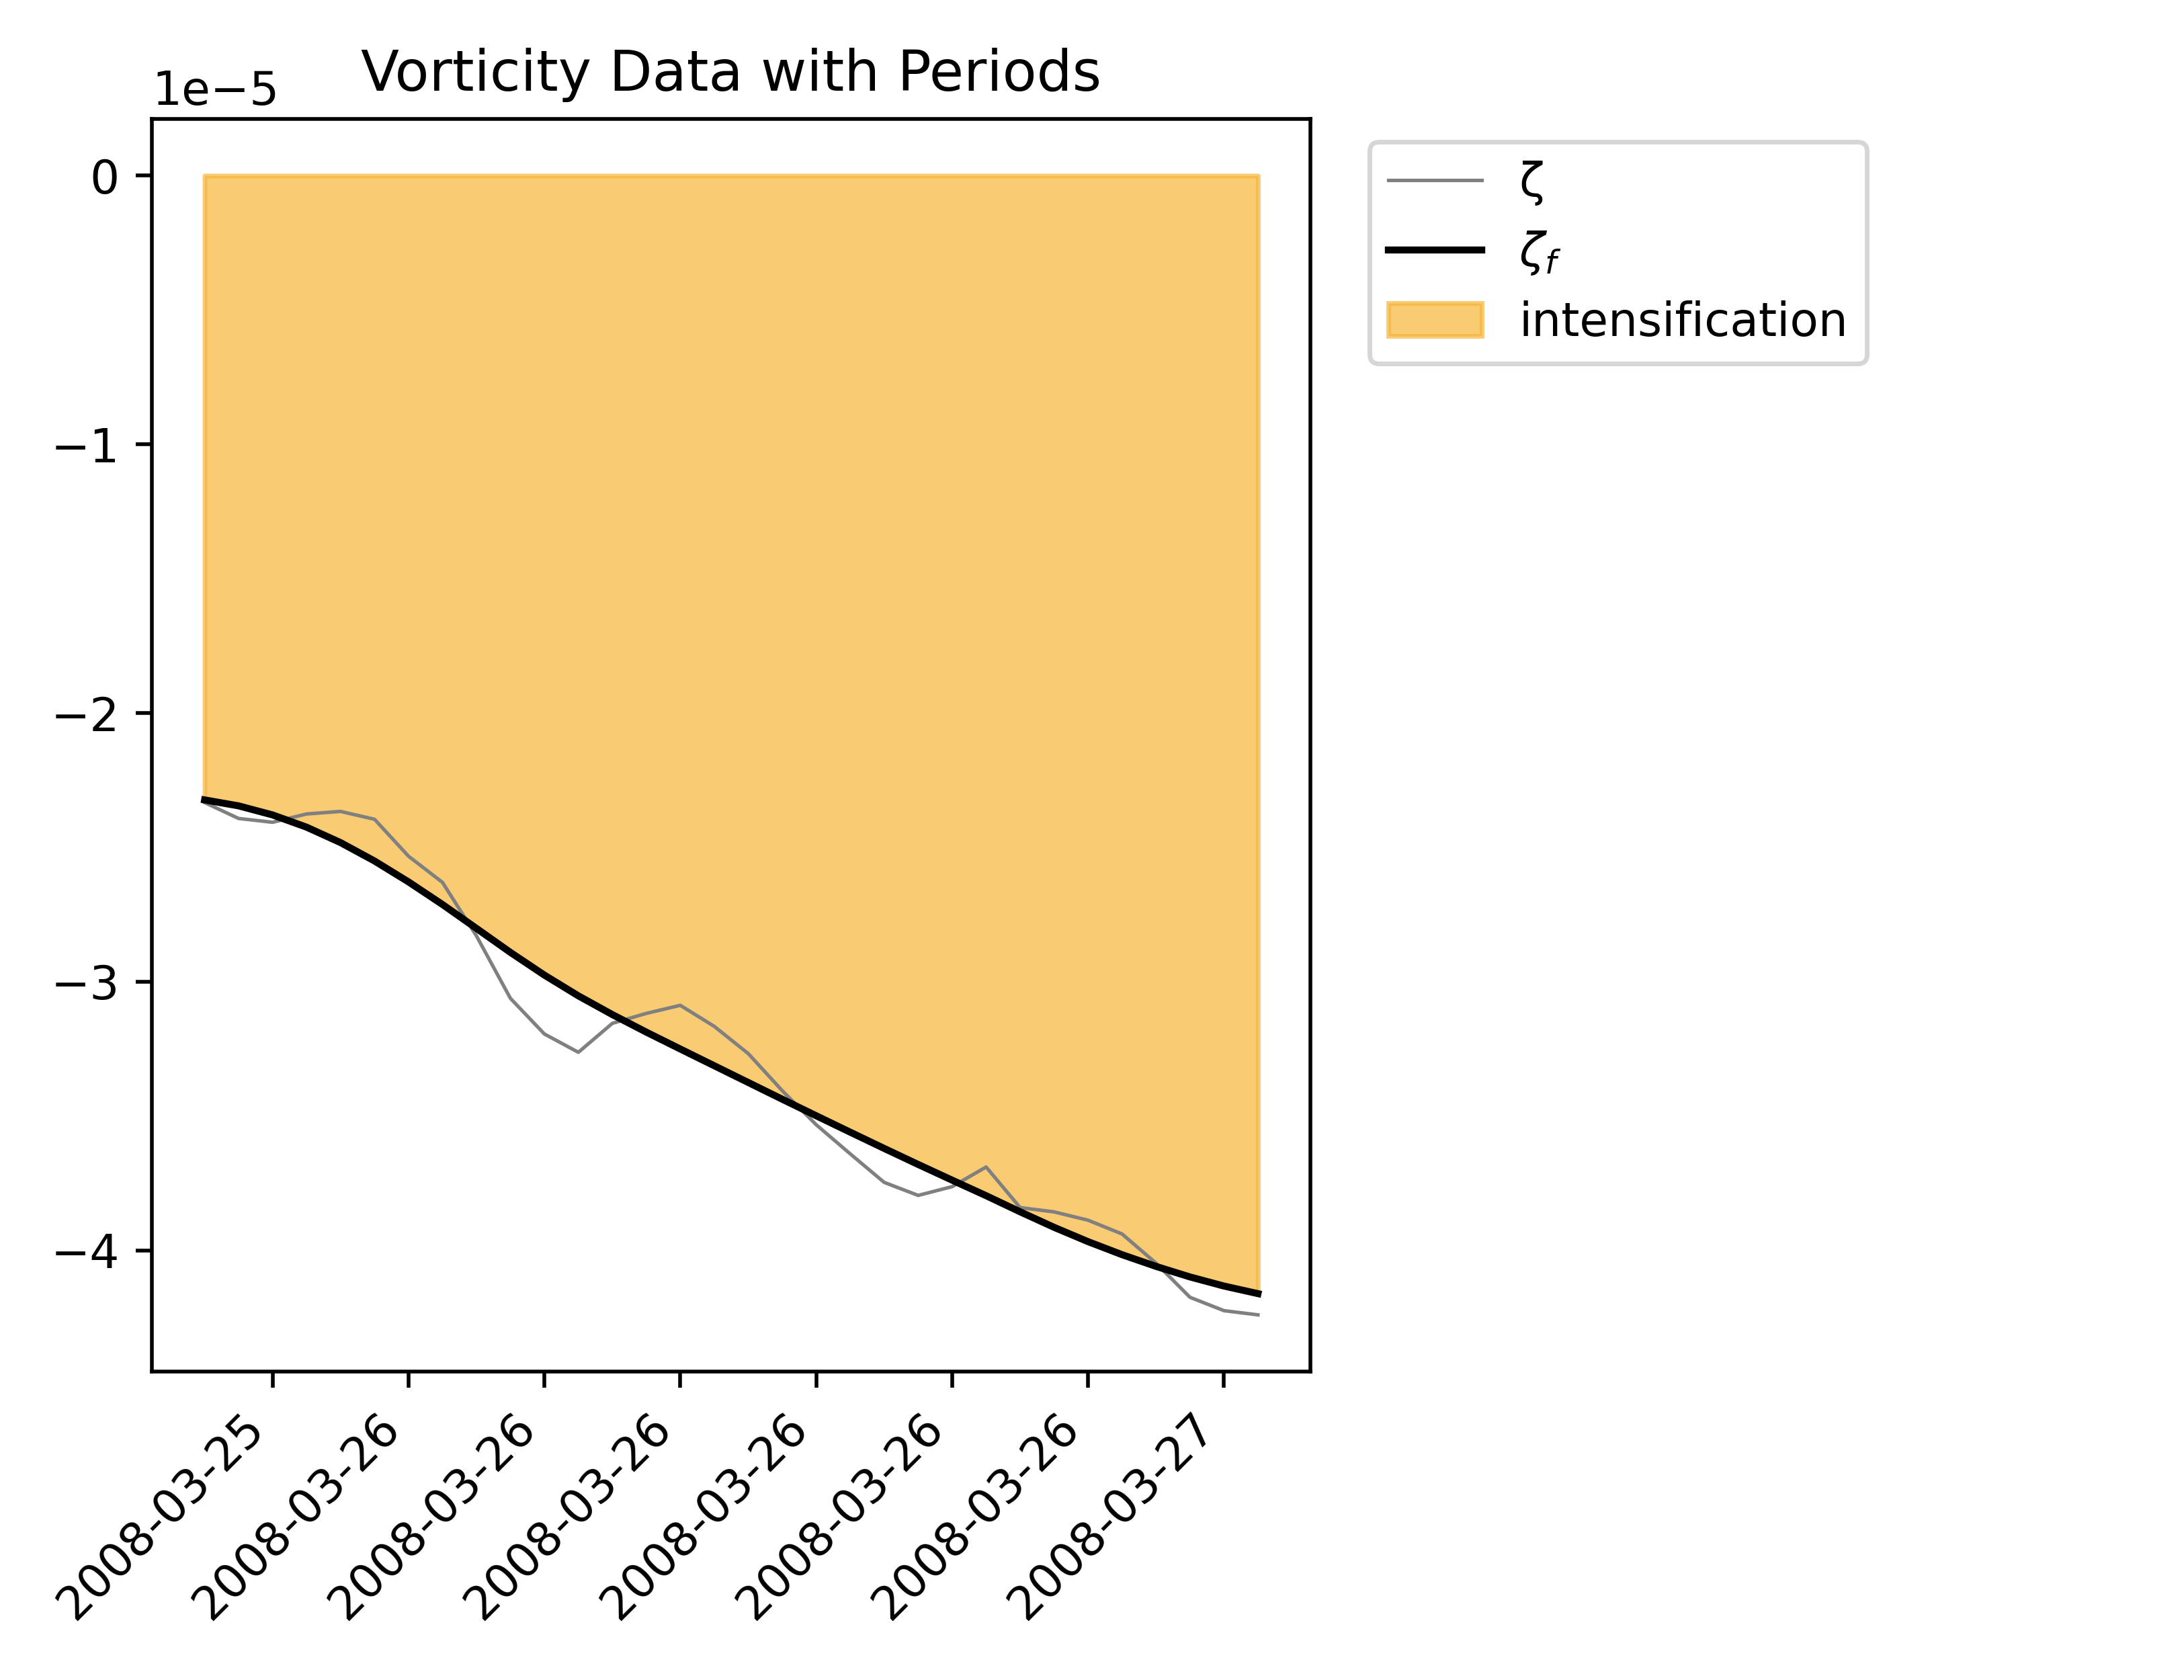 Vorticity Data with Periods
1e−5
0
−1
−2
−3
−4
2008-03-25
2008-03-26
2008-03-26
2008-03-26
2008-03-26
2008-03-26
2008-03-26
2008-03-27
ζ
ζf
intensification